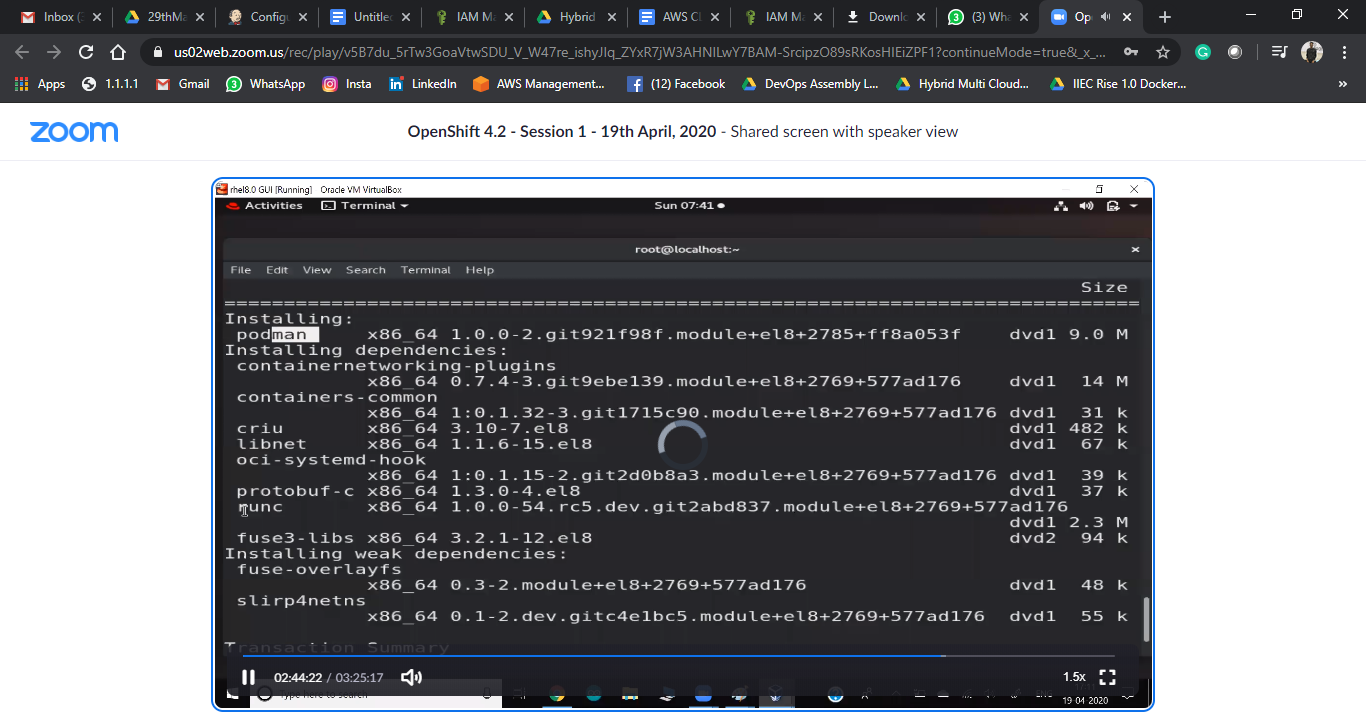 Inbox (
29thMa
Config
Untitle
IAM M
Hybrid
AWS C
IAM M
Downlo
(3) Wha
Op
us02web.zoom.us/rec/play/v5B7du_5rTw3GoaVtwSDU_V_W47re_ishyJIq_ZYxR7jW3AHNILwY7BAM-SrcipzO89sRKosHIEiZPF1?continueMode=true&_x_...
Apps
1.1.1.1
Gmail
WhatsApp
Insta
LinkedIn
AWS Management...
(12) Facebook
DevOps Assembly L...
Hybrid Multi Cloud...
IIEC Rise 1.0 Docker...
»
zoom
OpenShift 4.2 - Session 1 - 19th April, 2020 - Shared screen with speaker view
rhel8.0 GUI [Running] Oracle VM VirtualBox
Activities Terminal Sun 07:41
root@localhost:~
File Edit View Search Terminal Help
Size
================================================================================
Installing:
podman x86_64 1.0.0-2.git921f98f.module+el8+2785+ff8a053f dvd1 9.0 M
Installing dependencies:
containernetworking-plugins
x86_64 0.7.4-3.git9ebe139.module+el8+2769+577ad176 dvd1 14 M
containers-common
x86_64 1:0.1.32-3.git1715c90.module+el8+2769+577ad176 dvd1 31 k
criu x86_64 3.10-7.el8 dvd1 482 k
libnet x86_64 1.1.6-15.el8 dvd1 67 k
oci-systemd-hook
x86_64 1:0.1.15-2.git2d0b8a3.module+el8+2769+577ad176 dvd1 39 k
protobuf-c x86_64 1.3.0-4.el8 dvd1 37 k
runc x86_64 1.0.0-54.rc5.dev.git2abd837.module+el8+2769+577ad176
dvd1 2.3 M
fuse3-libs x86_64 3.2.1-12.el8 dvd2 94 k
Installing weak dependencies:
fuse-overlayfs
x86_64 0.3-2.module+el8+2769+577ad176 dvd1 48 k
slirp4netns
x86_64 0.1-2.dev.gitc4e1bc5.module+el8+2769+577ad176 dvd1 55 k
Transaction Summary
02:44:22 / 03:25:17
1.5x
Type here to search
19-04-2020